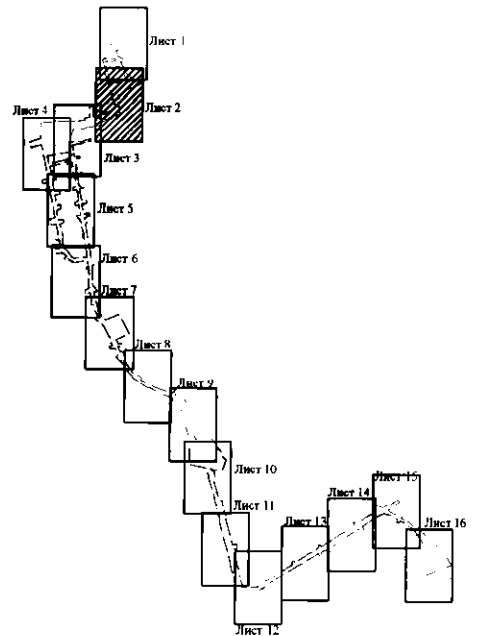 Лист 1
Лист 2
Лист 4
Лист 3
Лист 5
Лист 6
Лист 7
Лист 8
Лист 9
Лист 10
Лист 11
Лист 15
Лист 14
Лист 13
Лист 16
Лист 12